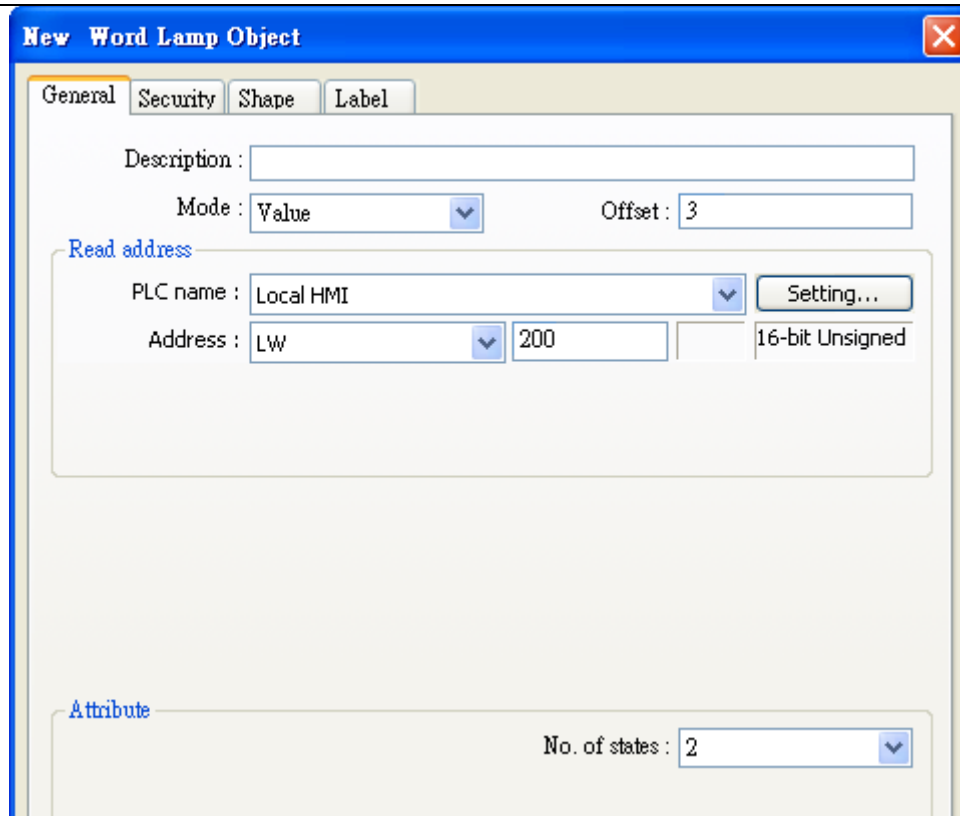 New Word Lamp Object
General Security Shape Label
Description :
Mode : Value Offset : 3
Read address
PLC name : Local HMI Setting...
Address : LW 200 16-bit Unsigned
Attribute
No. of states : 2